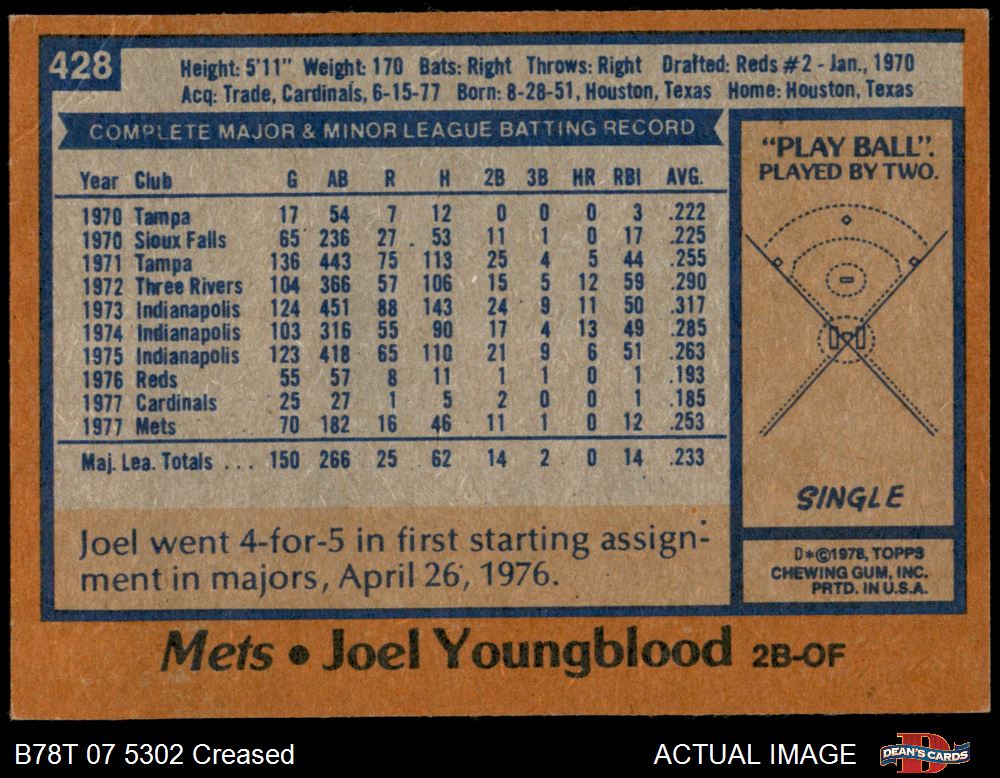 428
Height: 5'11" Weight: 170 Bats: Right Throws: Right Drafted: Reds #2 - Jan., 1970
Acq: Trade, Cardinals, 6-15-77 Born: 8-28-51, Houston, Texas Home: Houston, Texas
COMPLETE MAJOR & MINOR LEAGUE BATTING RECORD
Year Club G AB R H 2B 3B HR RBI AVG.
1970 Tampa 17 54 7 12 0 0 0 3 .222
1970 Sioux Falls 65 236 27 53 11 1 0 17 .225
1971 Tampa 136 443 75 113 25 4 5 44 .255
1972 Three Rivers 104 366 57 106 15 5 12 59 .290
1973 Indianapolis 124 451 88 143 24 9 11 50 .317
1974 Indianapolis 103 316 55 90 17 4 13 49 .285
1975 Indianapolis 123 418 65 110 21 9 6 51 .263
1976 Reds 55 57 8 11 1 1 0 1 .193
1977 Cardinals 25 27 1 5 2 0 0 1 .185
1977 Mets 70 182 16 46 11 1 0 12 .253
Maj. Lea. Totals ... 150 266 25 62 14 2 0 14 .233
Joel went 4-for-5 in first starting assign-
ment in majors, April 26, 1976.
"PLAY BALL".
PLAYED BY TWO.
SINGLE
D*©1978, TOPPS
CHEWING GUM, INC.
PRTD. IN U.S.A.
Mets • Joel Youngblood 2B-OF
B78T 07 5302 Creased
ACTUAL IMAGE
DEAN'S CARDS